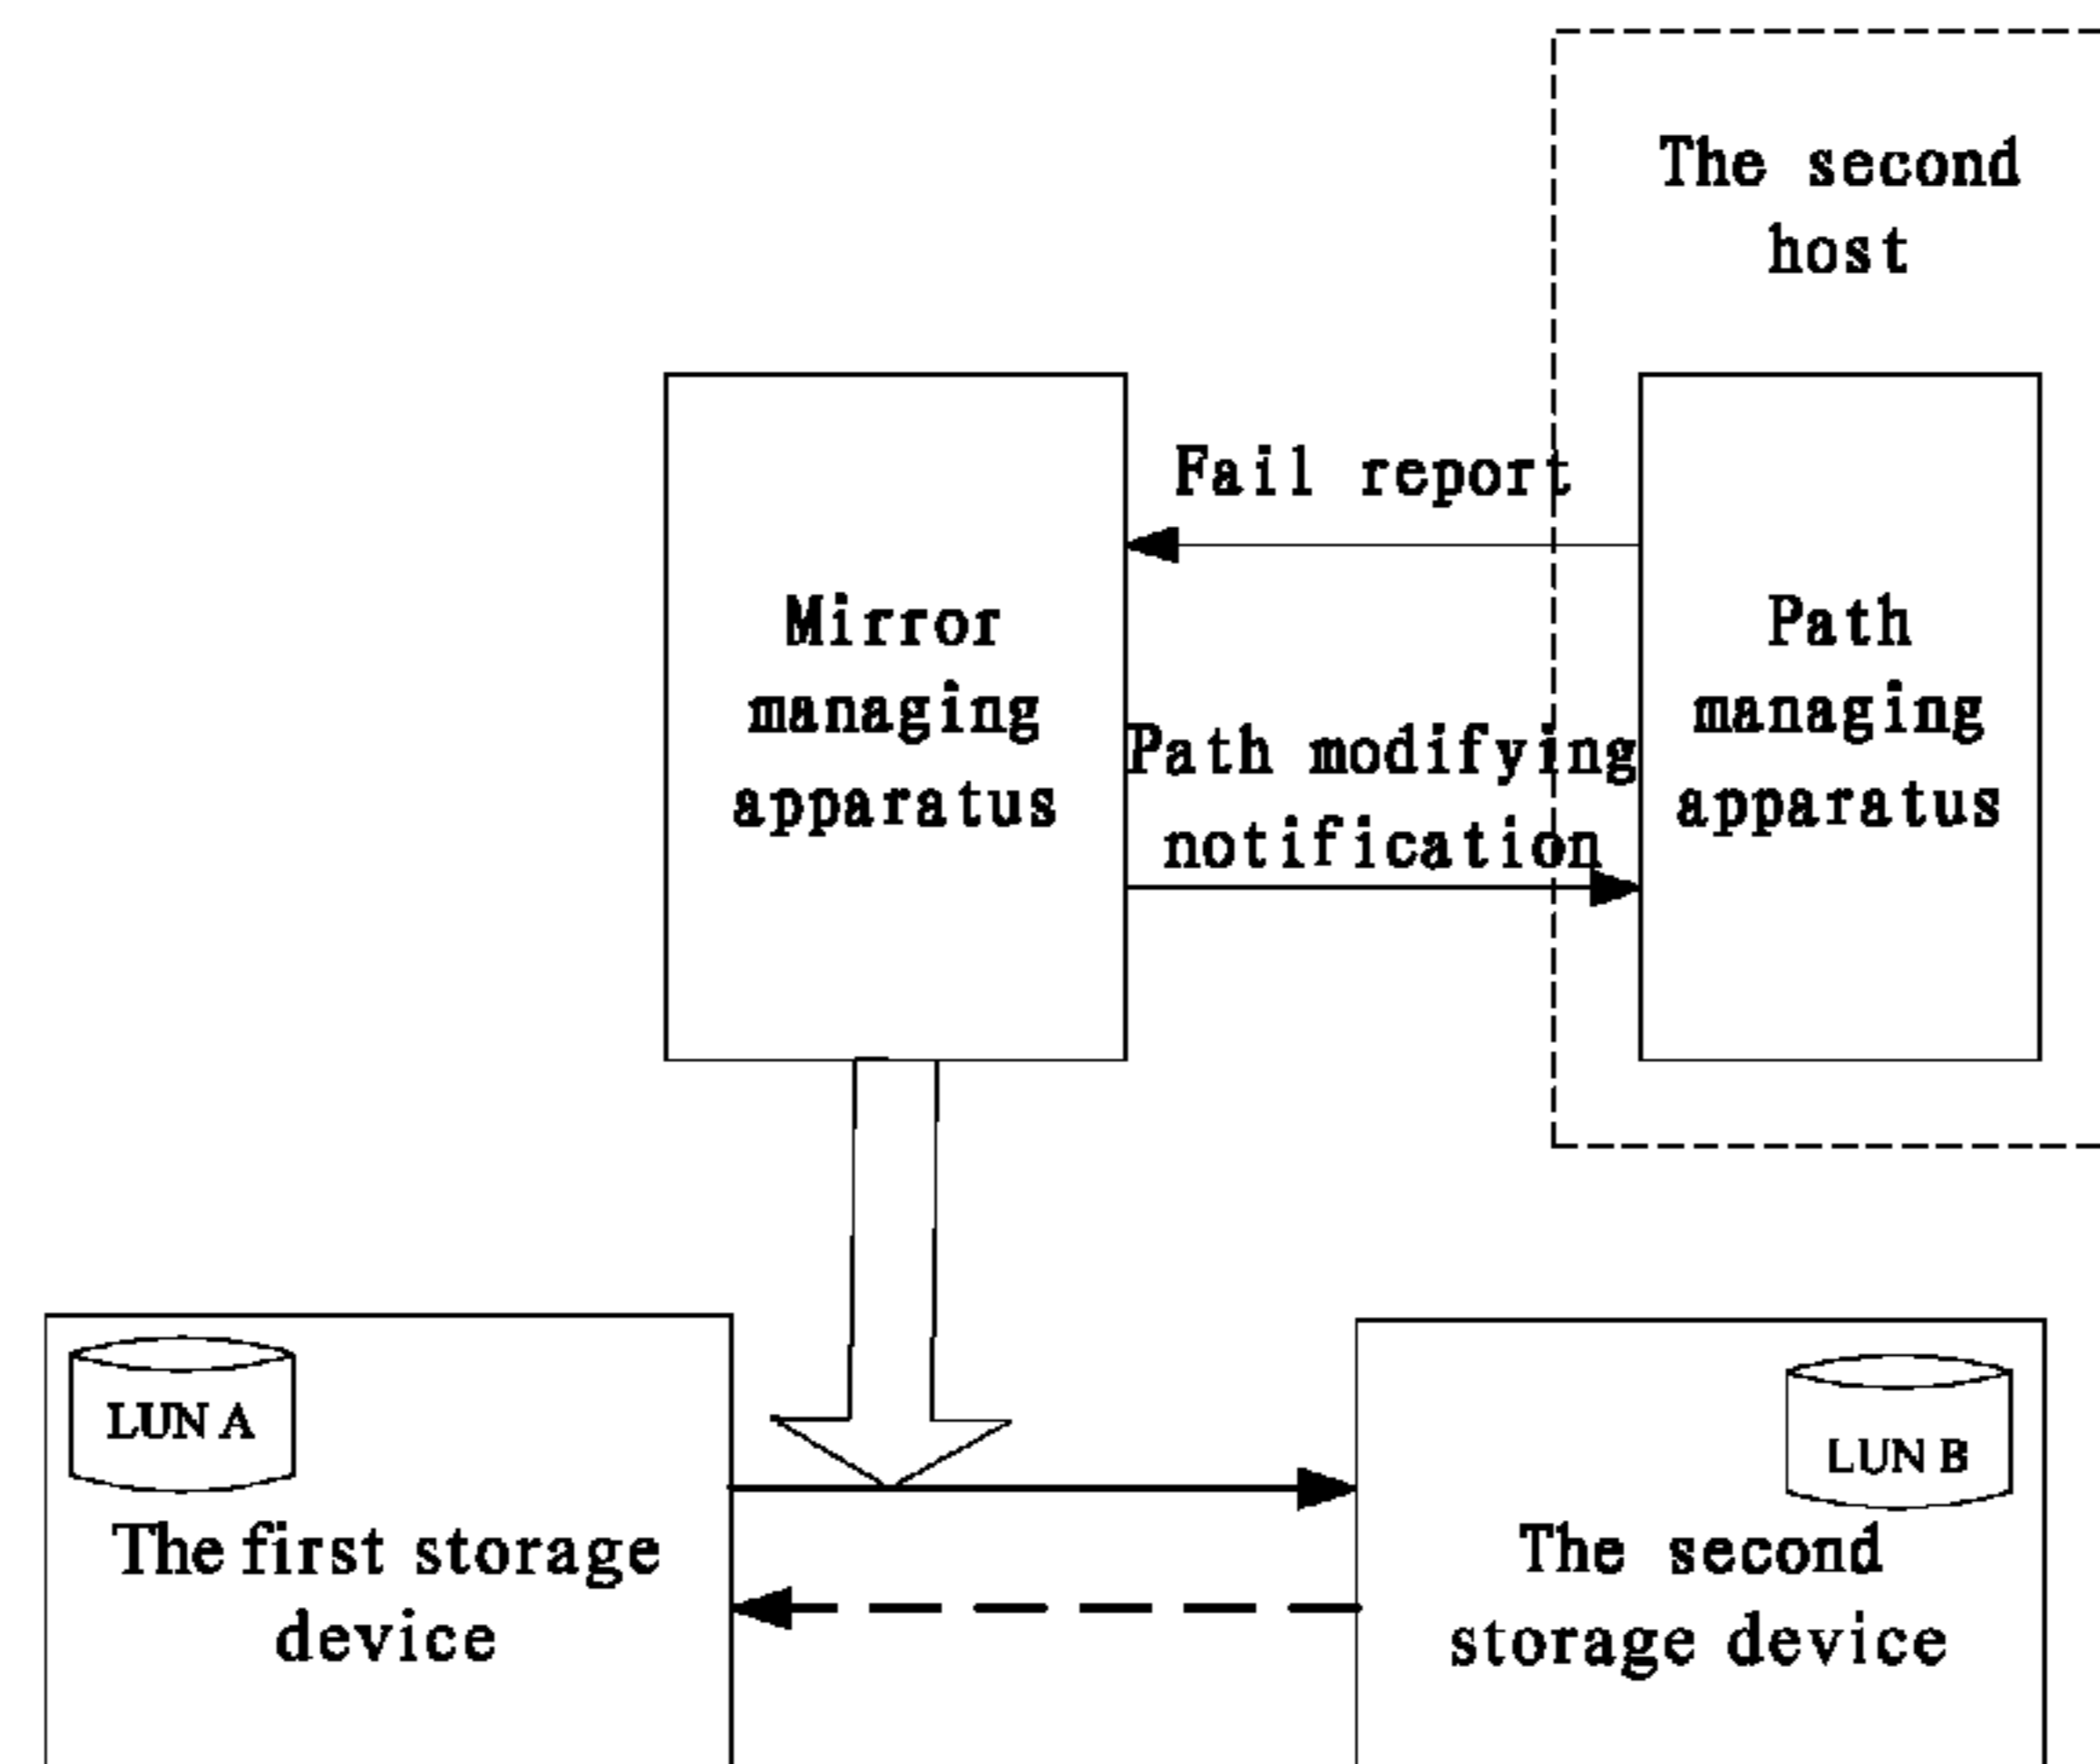 The second
host
Fail report
Mirror
managing
apparatus
Path modifying
notification
Path
managing
apparatus
LUN A
The first storage
device
LUN B
The second
storage device